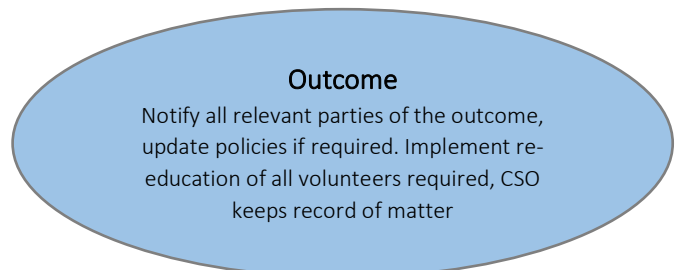 Outcome
Notify all relevant parties of the outcome,
update policies if required. Implement re-
education of all volunteers required, CSO
keeps record of matter